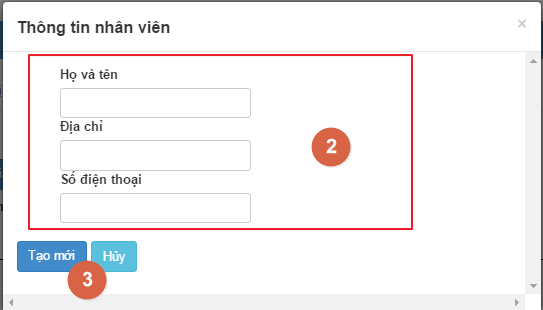 Thông tin nhân viên ×
Họ và tên
Địa chỉ
2
Số điện thoại
Tạo mới Hủy
3